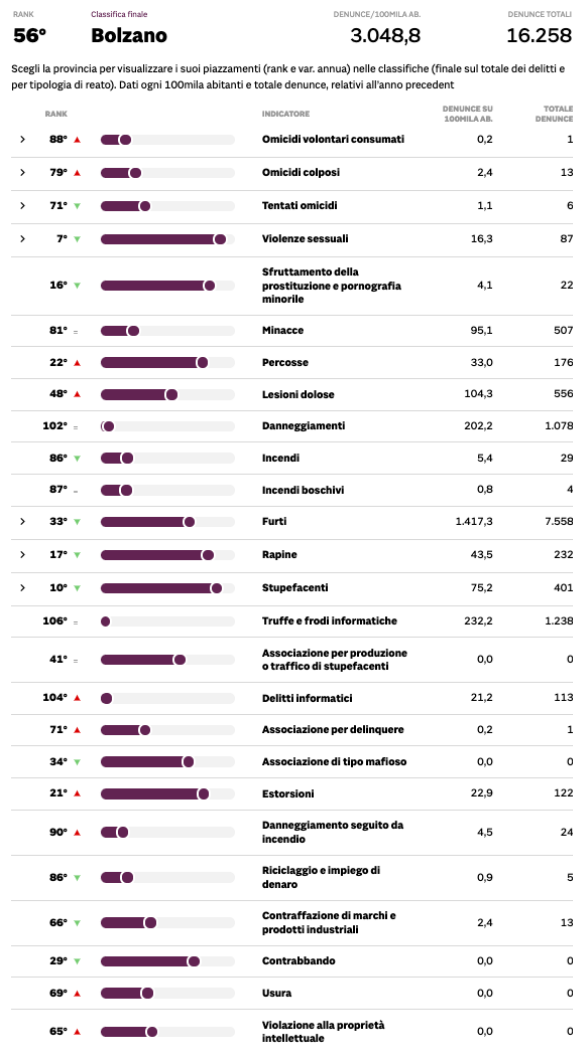 RANK Classifica finale DENUNCE/100MILA AB. DENUNCE TOTALI
56° Bolzano 3.048,8 16.258
Scegli la provincia per visualizzare i suoi piazzamenti (rank e var. annua) nelle classifiche (finale sul totale dei delitti e
per tipologia di reato). Dati ogni 100mila abitanti e totale denunce, relativi all'anno precedent
RANK INDICATORE DENUNCE SU
100MILA AB. TOTALE
DENUNCE
88° Omicidi volontari consumati 0,2 1
79° Omicidi colposi 2,4 13
71° Tentati omicidi 1,1 6
7° Violenze sessuali 16,3 87
16° Sfruttamento della
prostituzione e pornografia
minorile 4,1 22
81° = Minacce 95,1 507
22° Percosse 33,0 176
48° Lesioni dolose 104,3 556
102° = Danneggiamenti 202,2 1.078
86° Incendi 5,4 29
87° = Incendi boschivi 0,8 4
33° Furti 1.417,3 7.558
17° Rapine 43,5 232
10° Stupefacenti 75,2 401
106° = Truffe e frodi informatiche 232,2 1.238
41° = Associazione per produzione
o traffico di stupefacenti 0,0 0
104° Delitti informatici 21,2 113
71° Associazione per delinquere 0,2 1
34° Associazione di tipo mafioso 0,0 0
21° Estorsioni 22,9 122
90° Danneggiamento seguito da
incendio 4,5 24
86° Riciclaggio e impiego di
denaro 0,9 5
66° Contraffazione di marchi e
prodotti industriali 2,4 13
29° Contrabbando 0,0 0
69° Usura 0,0 0
65° Violazione alla proprietà
intellettuale 0,0 0